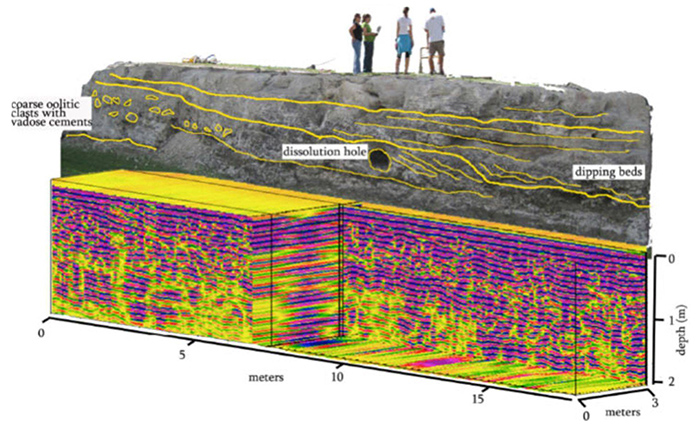 coarse oolitic
clasts with
vadose cements
dissolution hole
dipping beds
0
1
2
depth (m)
0
5
10
15
meters
0
3
meters